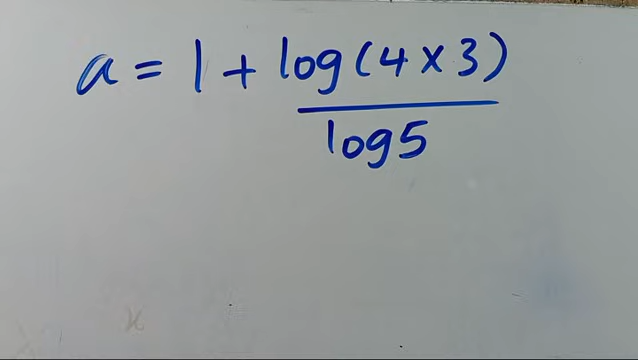 a = 1 + log(4 × 3)
log5
x